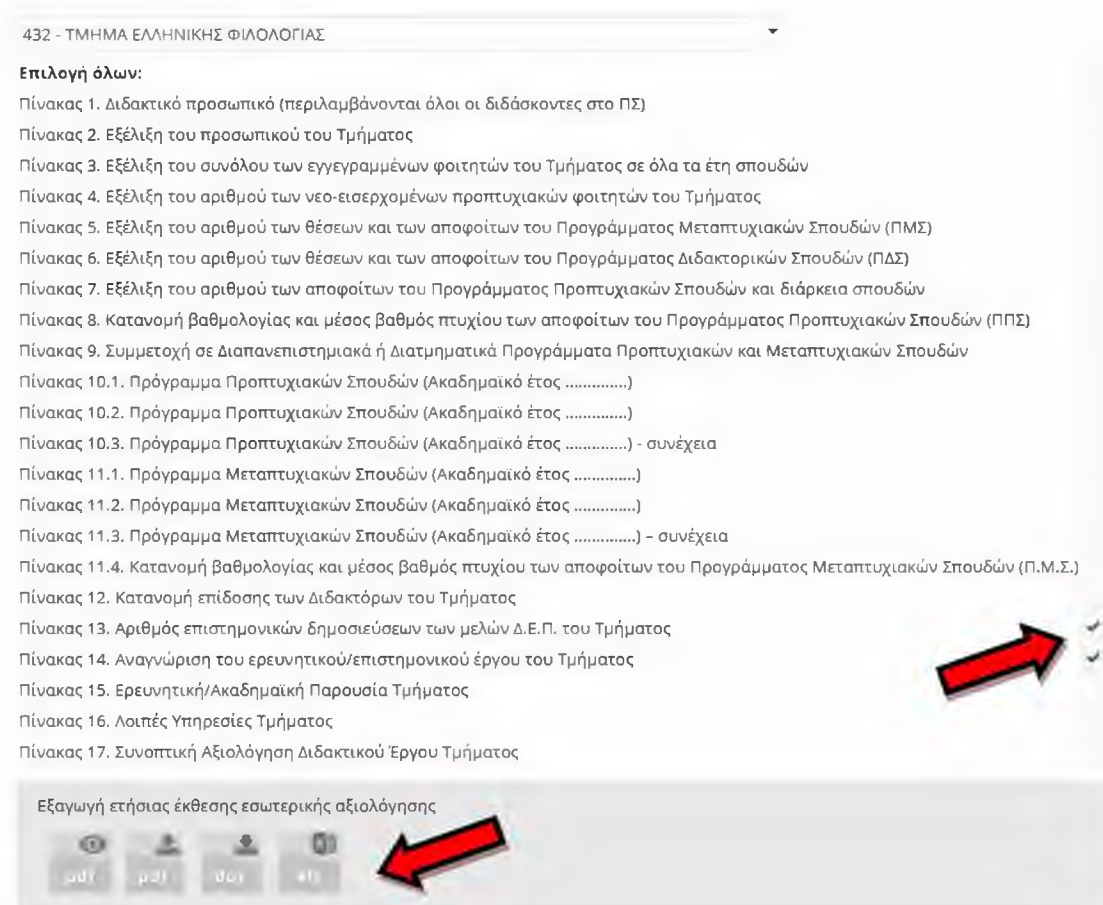 432 - ΤΜΗΜΑ ΕΛΛΗΝΙΚΗΣ ΦΙΛΟΛΟΓΙΑΣ
Επιλογή όλων:
Πίνακας 1. Διδακτικό προσωπικό (περιλαμβάνονται όλοι οι διδάσκοντες στο ΠΣ)
Πίνακας 2. Εξέλιξη του προσωπικού του Τμήματος
Πίνακας 3. Εξέλιξη του συνόλου των εγγεγραμμένων φοιτητών του Τμήματος σε όλα τα έτη σπουδών
Πίνακας 4. Εξέλιξη του αριθμού των νεο-εισερχομένων προπτυχιακών φοιτητών του Τμήματος
Πίνακας 5. Εξέλιξη του αριθμού των θέσεων και των αποφοίτων του Προγράμματος Μεταπτυχιακών Σπουδών (ΠΜΣ)
Πίνακας 6. Εξέλιξη του αριθμού των θέσεων και των αποφοίτων του Προγράμματος Διδακτορικών Σπουδών (ΠΔΣ)
Πίνακας 7. Εξέλιξη του αριθμού των αποφοίτων του Προγράμματος Προπτυχιακών Σπουδών και διάρκεια σπουδών
Πίνακας 8. Κατανομή βαθμολογίας και μέσος βαθμός πτυχίου των αποφοίτων του Προγράμματος Προπτυχιακών Σπουδών (ΠΠΣ)
Πίνακας 9. Συμμετοχή σε Διαπανεπιστημιακά ή Διατμηματικά Προγράμματα Προπτυχιακών και Μεταπτυχιακών Σπουδών
Πίνακας 10.1. Πρόγραμμα Προπτυχιακών Σπουδών (Ακαδημαϊκό έτος ..............)
Πίνακας 10.2. Πρόγραμμα Προπτυχιακών Σπουδών (Ακαδημαϊκό έτος ..............)
Πίνακας 10.3. Πρόγραμμα Προπτυχιακών Σπουδών (Ακαδημαϊκό έτος ..............) - συνέχεια
Πίνακας 11.1. Πρόγραμμα Μεταπτυχιακών Σπουδών (Ακαδημαϊκό έτος ..............)
Πίνακας 11.2. Πρόγραμμα Μεταπτυχιακών Σπουδών (Ακαδημαϊκό έτος ..............)
Πίνακας 11.3. Πρόγραμμα Μεταπτυχιακών Σπουδών (Ακαδημαϊκό έτος ..............) – συνέχεια
Πίνακας 11.4. Κατανομή βαθμολογίας και μέσος βαθμός πτυχίου των αποφοίτων του Προγράμματος Μεταπτυχιακών Σπουδών (Π.Μ.Σ.)
Πίνακας 12. Κατανομή επίδοσης των Διδακτόρων του Τμήματος
Πίνακας 13. Αριθμός επιστημονικών δημοσιεύσεων των μελών Δ.Ε.Π. του Τμήματος
Πίνακας 14. Αναγνώριση του ερευνητικού/επιστημονικού έργου του Τμήματος
Πίνακας 15. Ερευνητική/Ακαδημαϊκή Παρουσία Τμήματος
Πίνακας 16. Λοιπές Υπηρεσίες Τμήματος
Πίνακας 17. Συνοπτική Αξιολόγηση Διδακτικού Έργου Τμήματος
Εξαγωγή ετήσιας έκθεσης εσωτερικής αξιολόγησης
pdf pdf